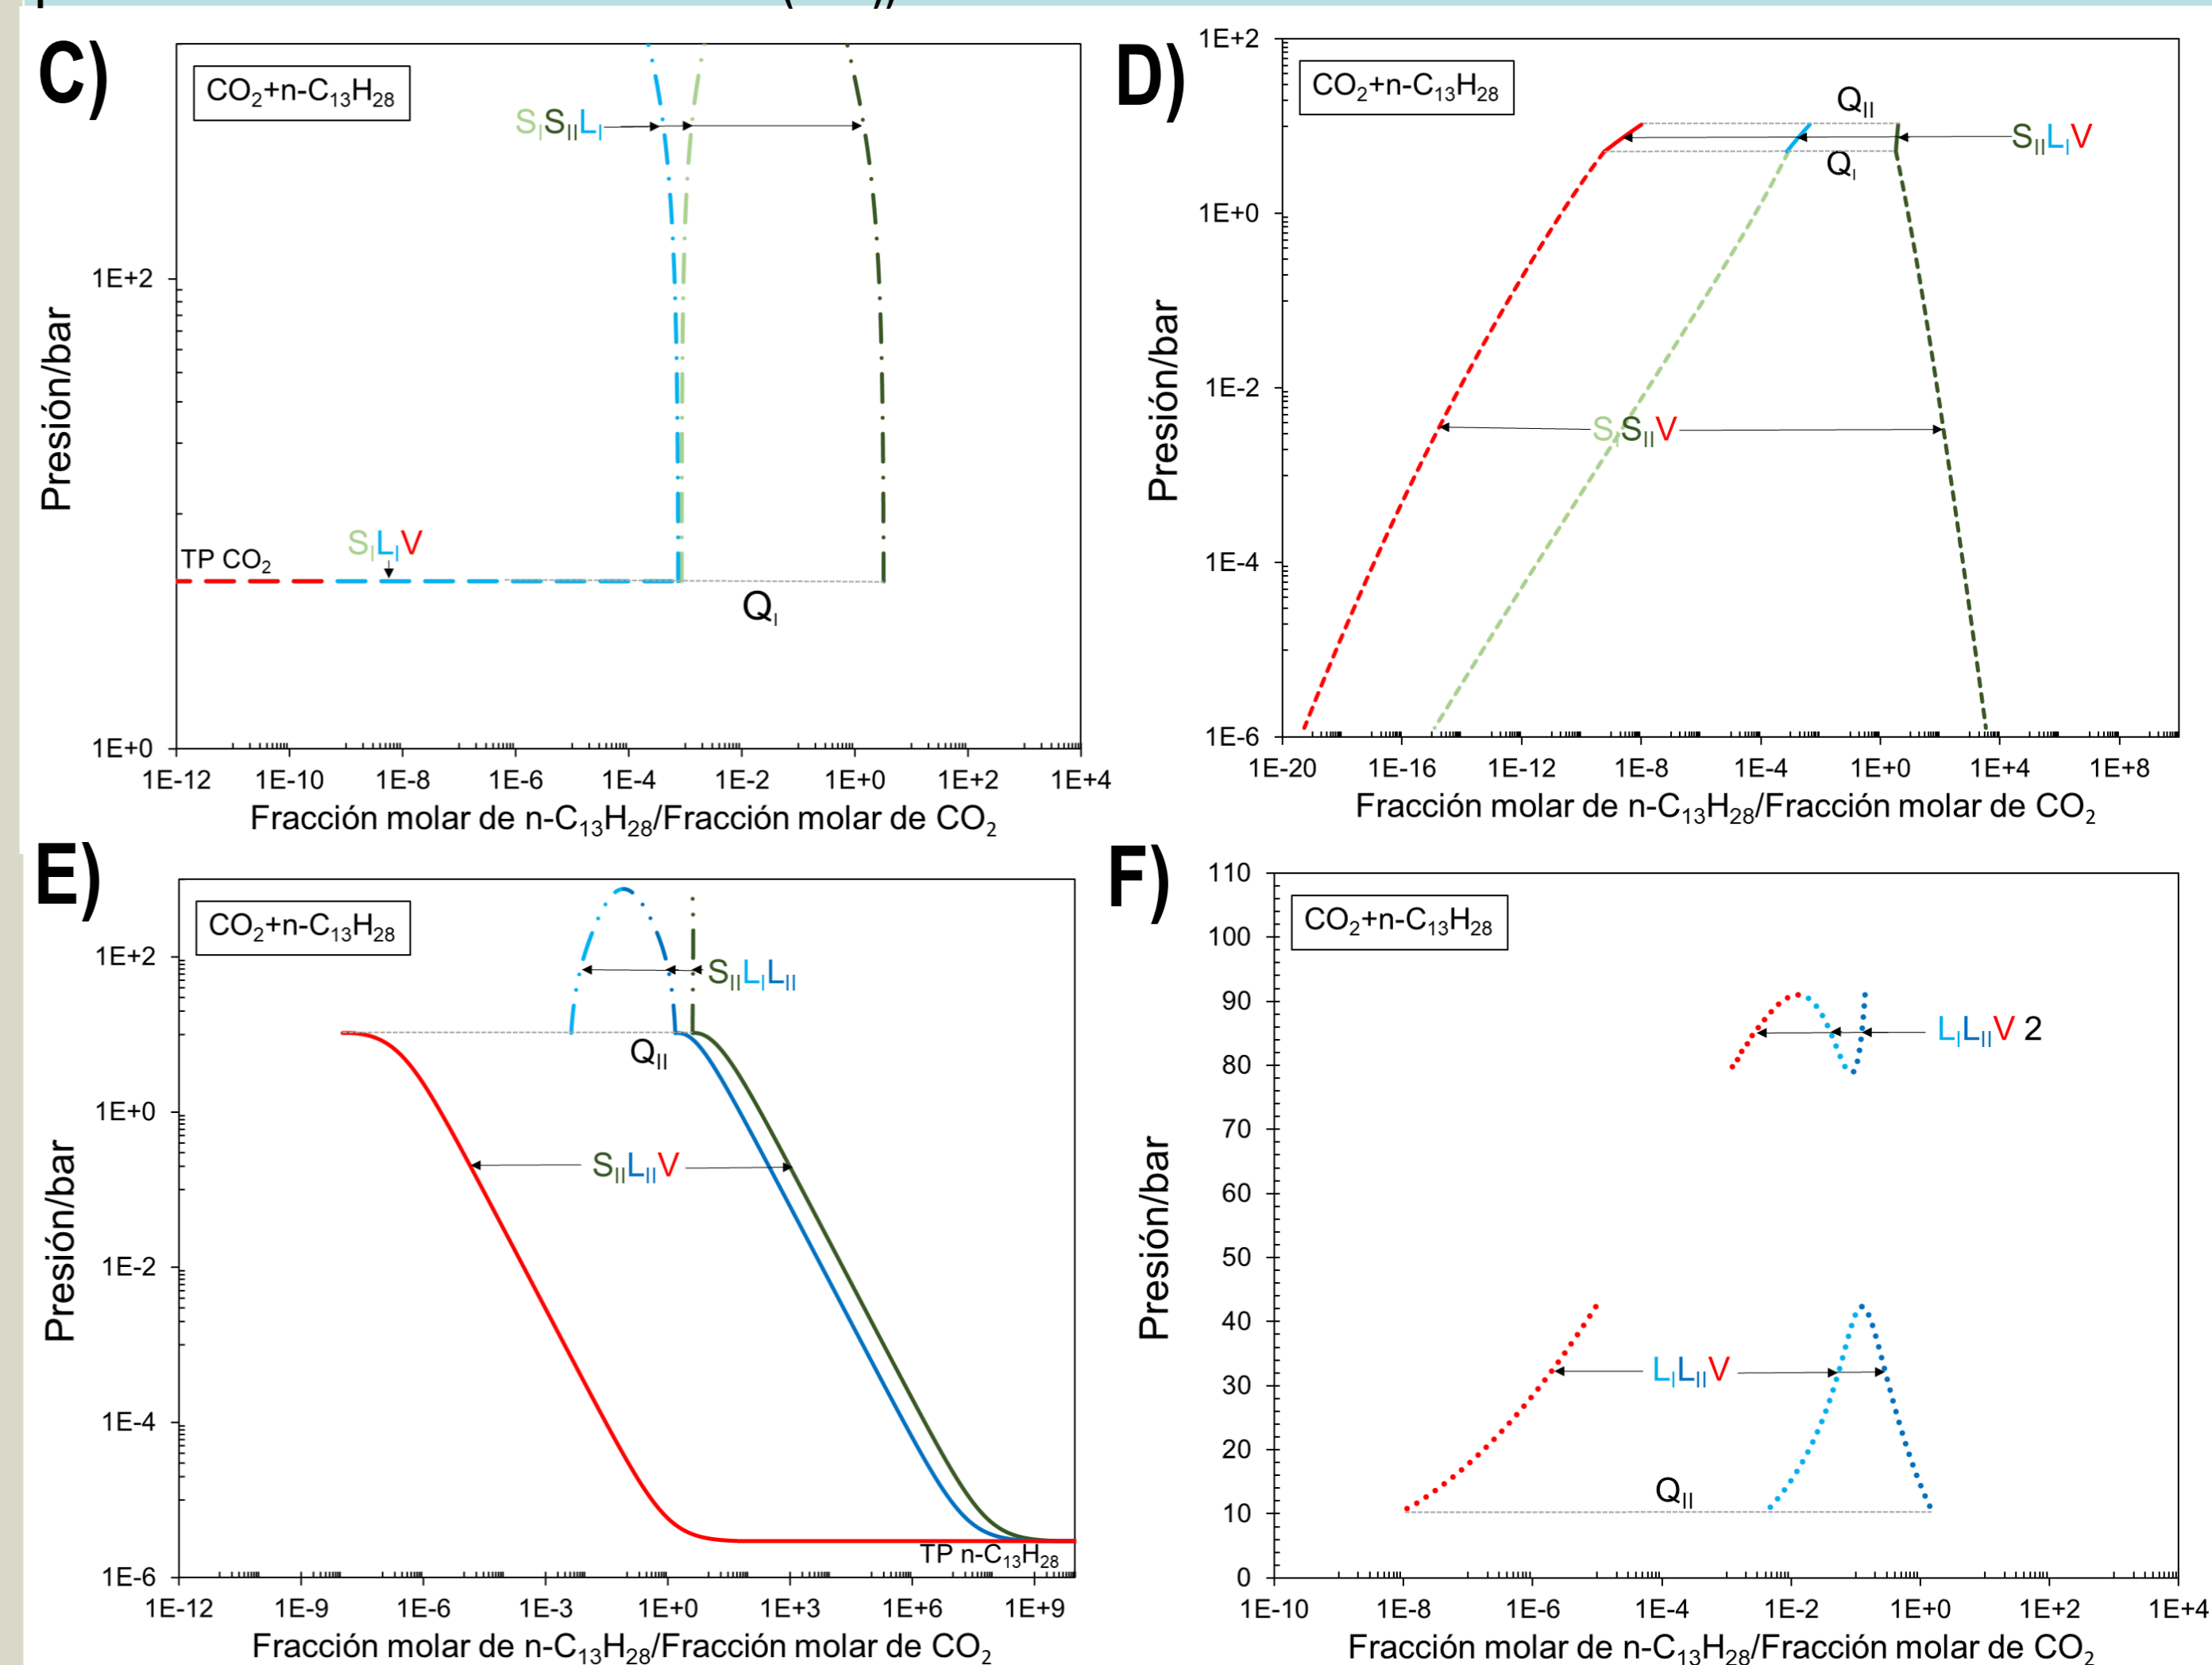 C)
CO2+n-C13H28
SISIILI
1E+2
Presión/bar
SILIV
TP CO2
QI
1E+0
1E-12 1E-10 1E-8 1E-6 1E-4 1E-2 1E+0 1E+2 1E+4
Fracción molar de n-C13H28/Fracción molar de CO2
D)
1E+2
CO2+n-C13H28
QII
SIILIV
QI
1E+0
Presión/bar
1E-2
SISIIV
1E-4
1E-6
1E-20 1E-16 1E-12 1E-8 1E-4 1E+0 1E+4 1E+8
Fracción molar de n-C13H28/Fracción molar de CO2
E)
CO2+n-C13H28
1E+2
SIILILII
QII
1E+0
Presión/bar
SIILIIV
1E-2
1E-4
TP n-C13H28
1E-6
1E-12 1E-9 1E-6 1E-3 1E+0 1E+3 1E+6 1E+9
Fracción molar de n-C13H28/Fracción molar de CO2
F)
110
CO2+n-C13H28
100
90
LILIIV 2
80
70
60
Presión/bar
50
40
LILIIV
30
20
QII
10
0
1E-10 1E-8 1E-6 1E-4 1E-2 1E+0 1E+2 1E+4
Fracción molar de n-C13H28/Fracción molar de CO2